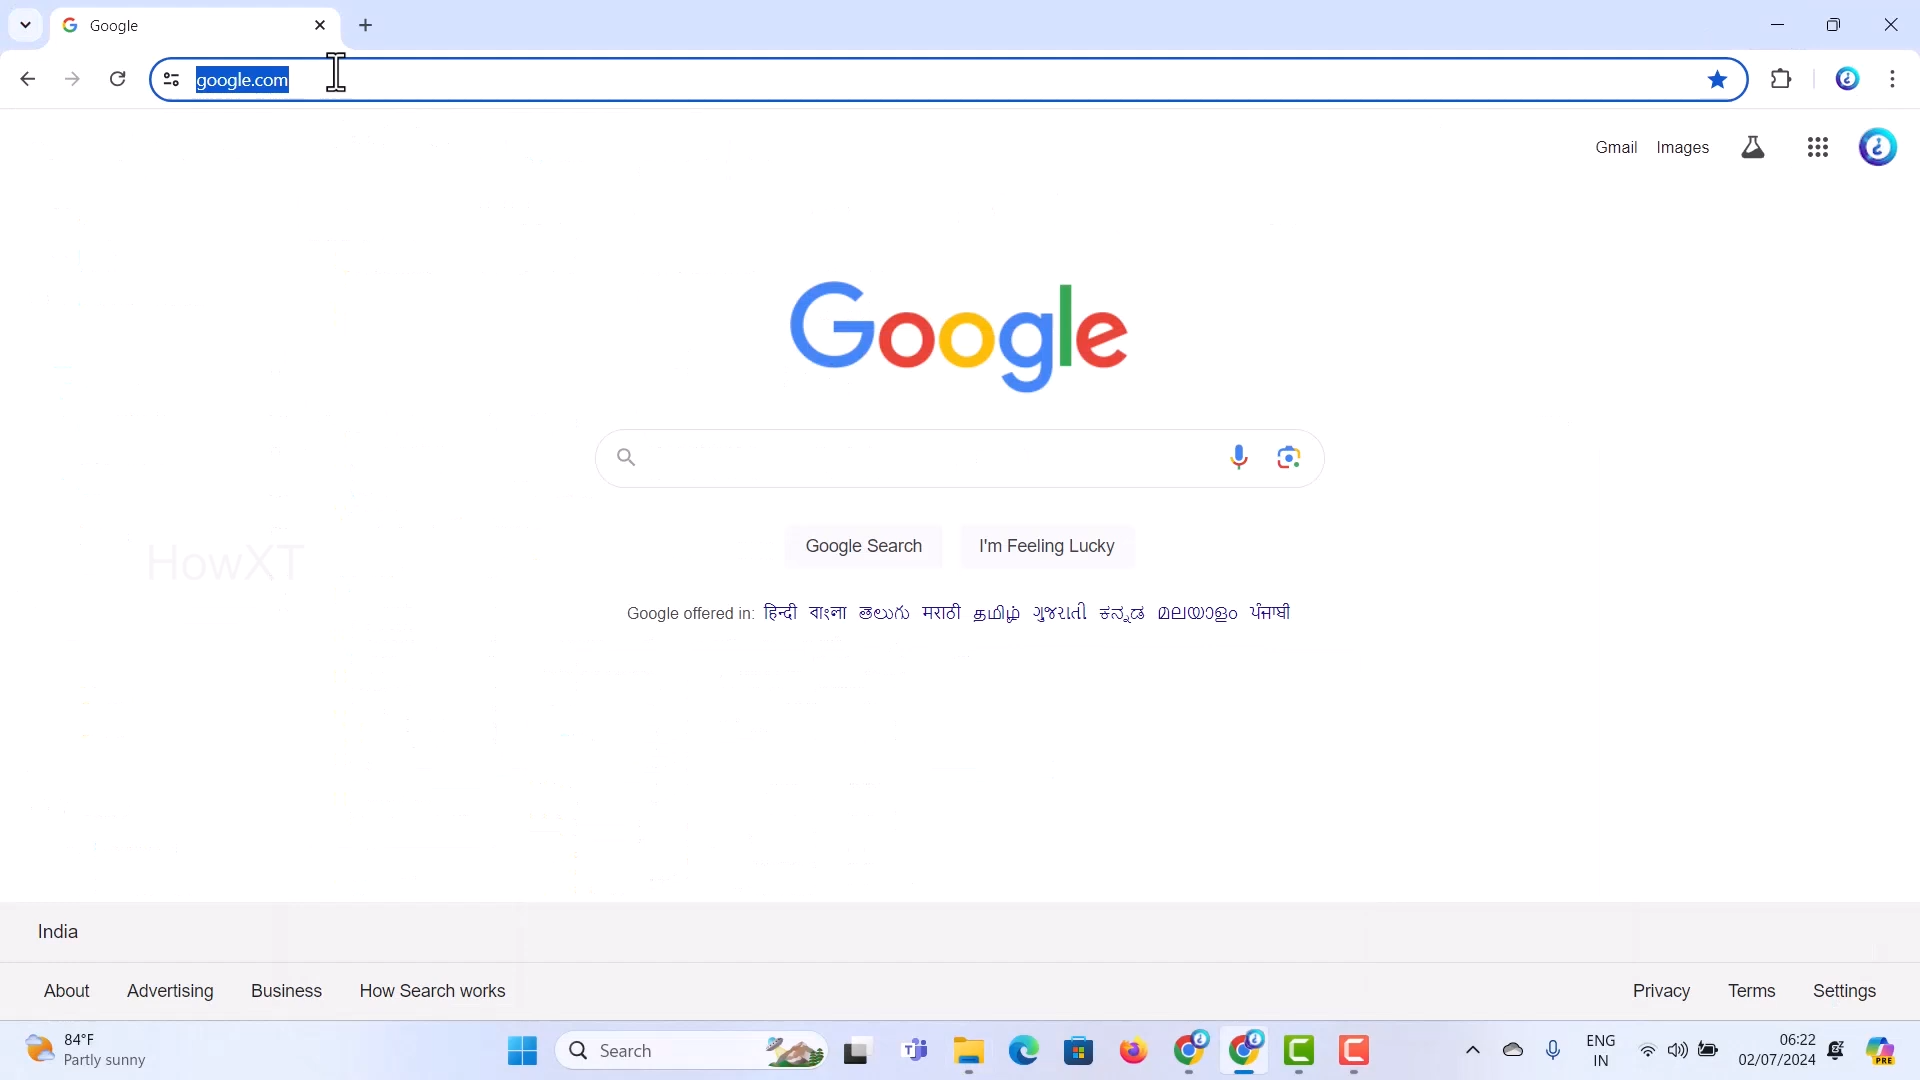 Google
google.com
Gmail Images
Google
HowXT
Google Search I'm Feeling Lucky
Google offered in: हिन्दी বাংলা తెలుగు मराठी தமிழ் ગુજરાતી ಕನ್ನಡ മലയാളം ਪੰਜਾਬੀ
India
About Advertising Business How Search works Privacy Terms Settings
84°F
Partly sunny
Search
ENG
IN
06:22
02/07/2024
PRE